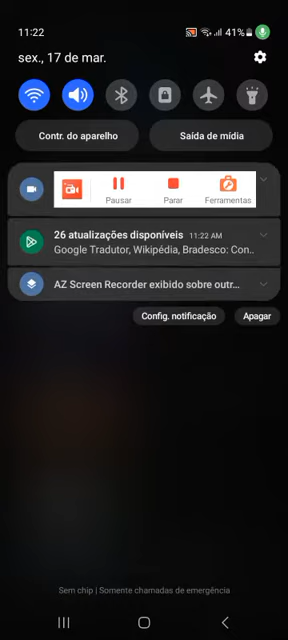 11:22
41%
sex., 17 de mar.
Contr. do aparelho
Saída de mídia
Pausar
Parar
Ferramentas
26 atualizações disponíveis 11:22 AM
Google Tradutor, Wikipédia, Bradesco: Con..
AZ Screen Recorder exibido sobre outr...
Config. notificação
Apagar
Sem chip | Somente chamadas de emergência